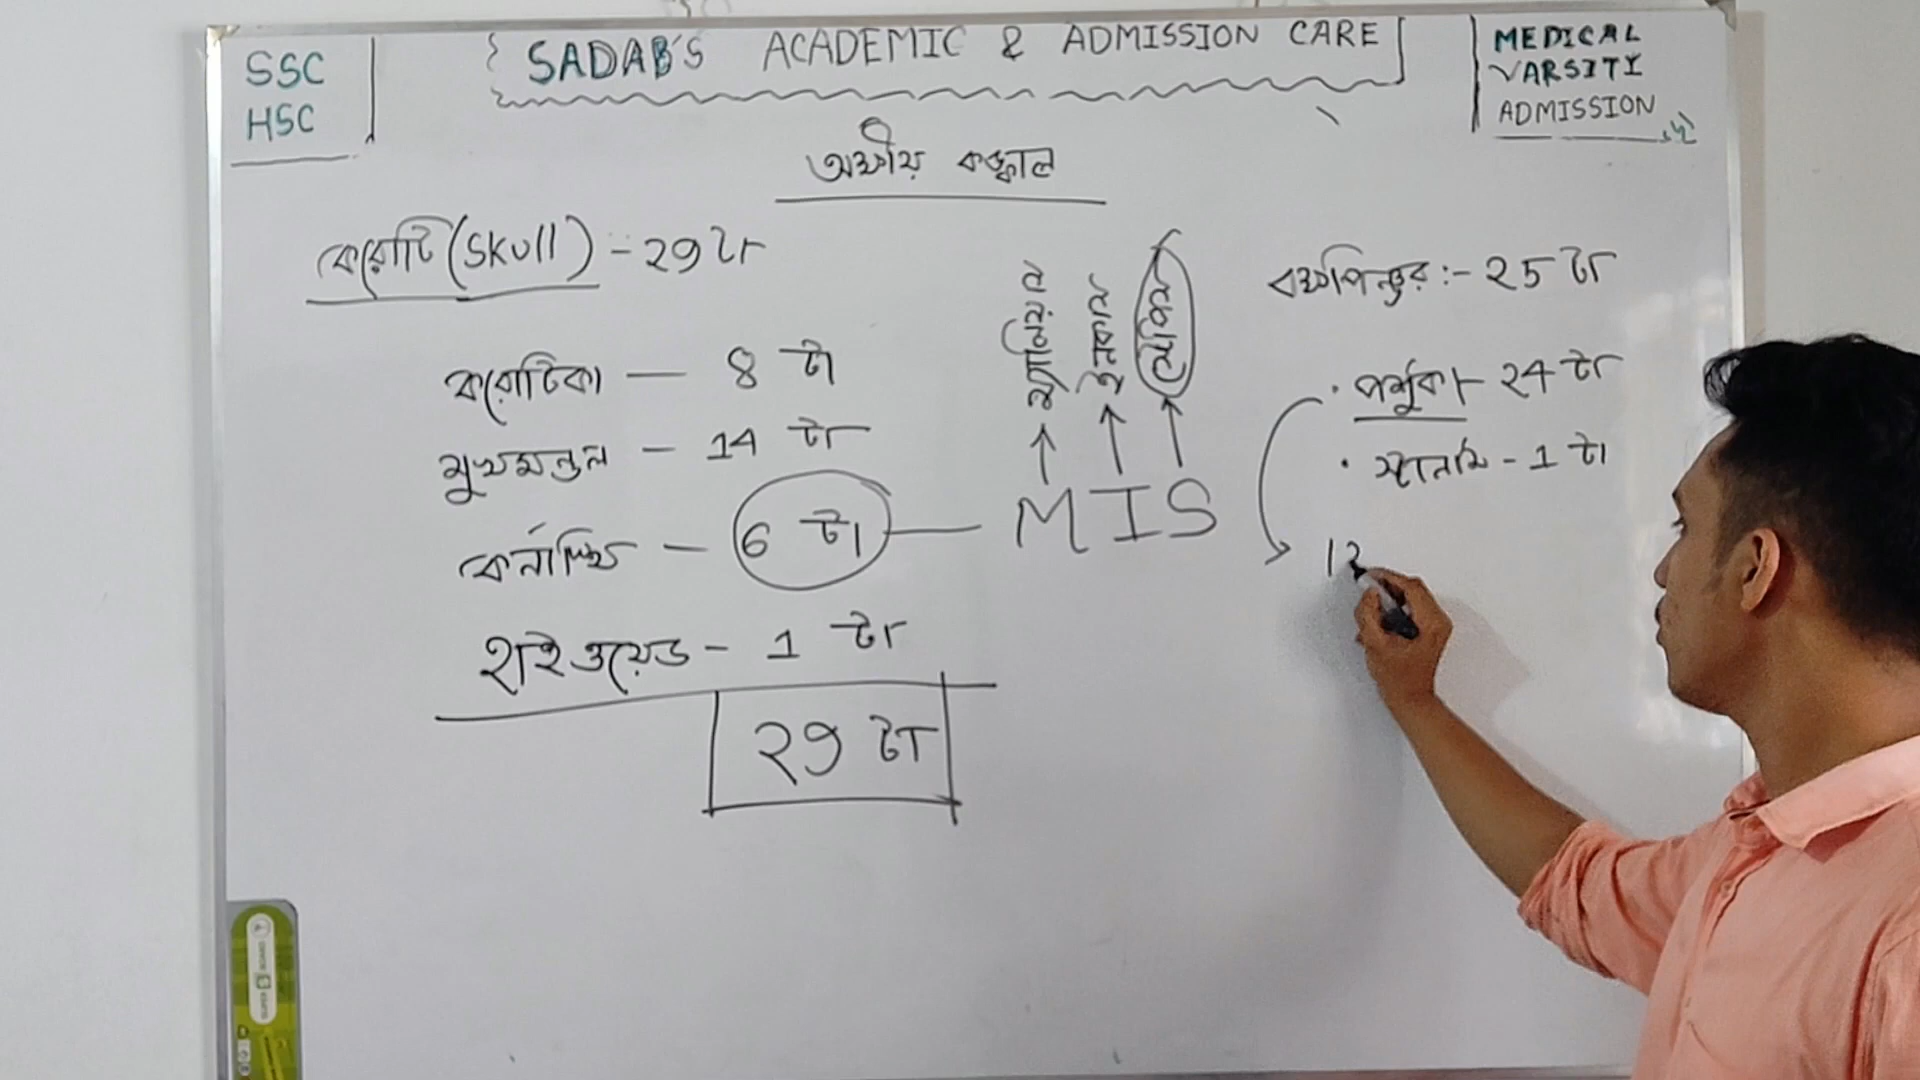 SSC
HSC
SADAB'S ACADEMIC & ADMISSION CARE
MEDICAL
VARSITY
ADMISSION
অক্ষীয় কঙ্কাল
করোটি (Skull) - 29 টা
করোটিকা — 8 টা
মুখমন্ডল — 14 টা
কর্নাস্থি — 6 টা
হাইওয়েড - 1 টা
29 টা
ম্যালিয়াস
ইনকাস
স্টেপিস
MIS
বক্ষপিন্জর :- 25 টা
পর্শুকা - 24 টা
স্টার্নাম - 1 টা
12